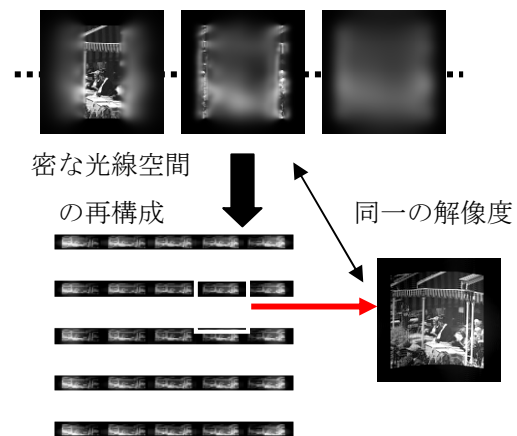 密な光線空間
の再構成
同一の解像度